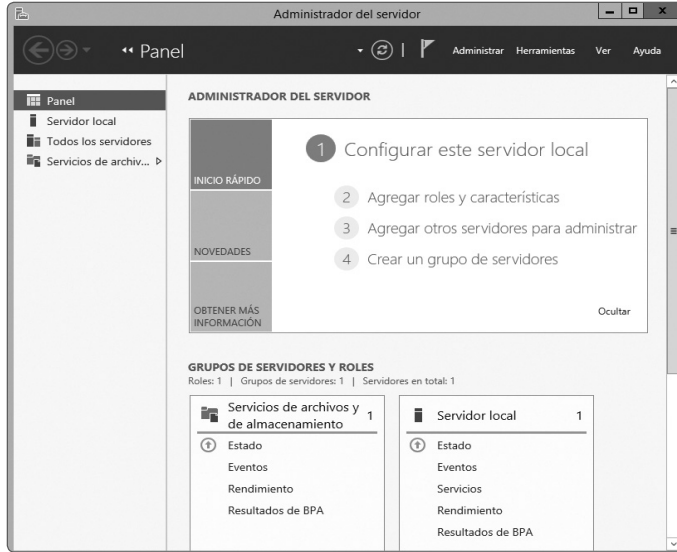 Administrador del servidor
Panel
Administrar Herramientas Ver Ayuda
Panel
Servidor local
Todos los servidores
Servicios de archiv...
ADMINISTRADOR DEL SERVIDOR
INICIO RÁPIDO
NOVEDADES
OBTENER MÁS
INFORMACIÓN
1 Configurar este servidor local
2 Agregar roles y características
3 Agregar otros servidores para administrar
4 Crear un grupo de servidores
Ocultar
GRUPOS DE SERVIDORES Y ROLES
Roles: 1 | Grupos de servidores: 1 | Servidores en total: 1
Servicios de archivos y
de almacenamiento
1
Estado
Eventos
Rendimiento
Resultados de BPA
Servidor local 1
Estado
Eventos
Servicios
Rendimiento
Resultados de BPA